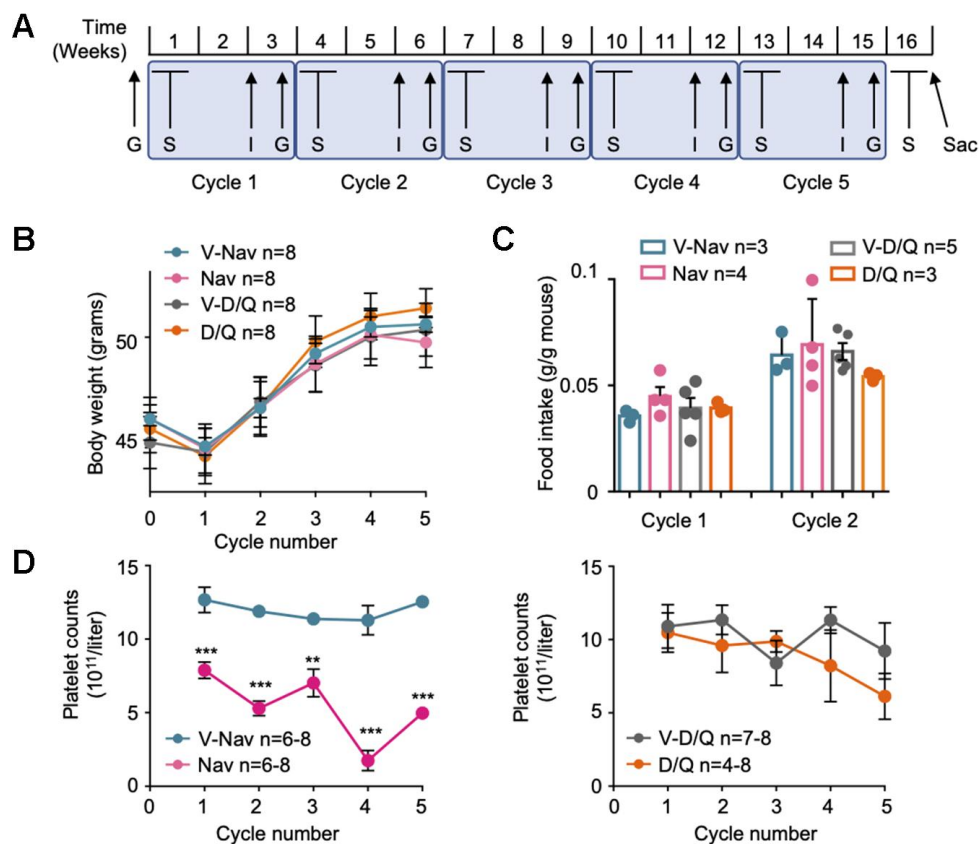 A
Time
(Weeks)
1 2 3 4 5 6 7 8 9 10 11 12 13 14 15 16
G S I G S I G S I G S I G S I G S Sac
Cycle 1 Cycle 2 Cycle 3 Cycle 4 Cycle 5
B
V-Nav n=8
Nav n=8
V-D/Q n=8
D/Q n=8
Body weight (grams)
50
45
0 1 2 3 4 5
Cycle number
C
V-Nav n=3
Nav n=4
V-D/Q n=5
D/Q n=3
Food intake (g/g mouse)
0.1
0.05
0
Cycle 1 Cycle 2
D
Platelet counts
(10¹¹/liter)
15
10
5
0
*** *** ** *** ***
V-Nav n=6-8
Nav n=6-8
0 1 2 3 4 5
Cycle number
Platelet counts
(10¹¹/liter)
15
10
5
0
V-D/Q n=7-8
D/Q n=4-8
0 1 2 3 4 5
Cycle number